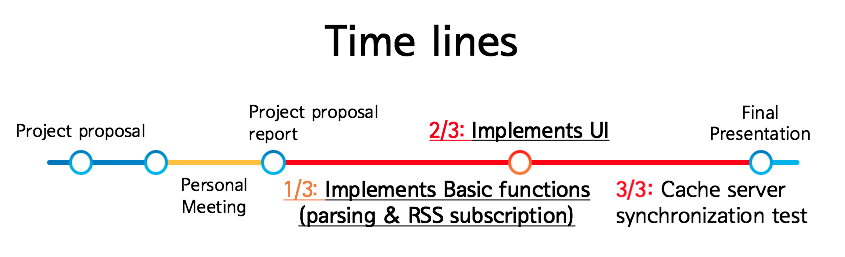 Time lines
Project proposal
Project proposal
report
2/3: Implements UI
Final
Presentation
Personal
Meeting
1/3: Implements Basic functions
(parsing & RSS subscription)
3/3: Cache server
synchronization test